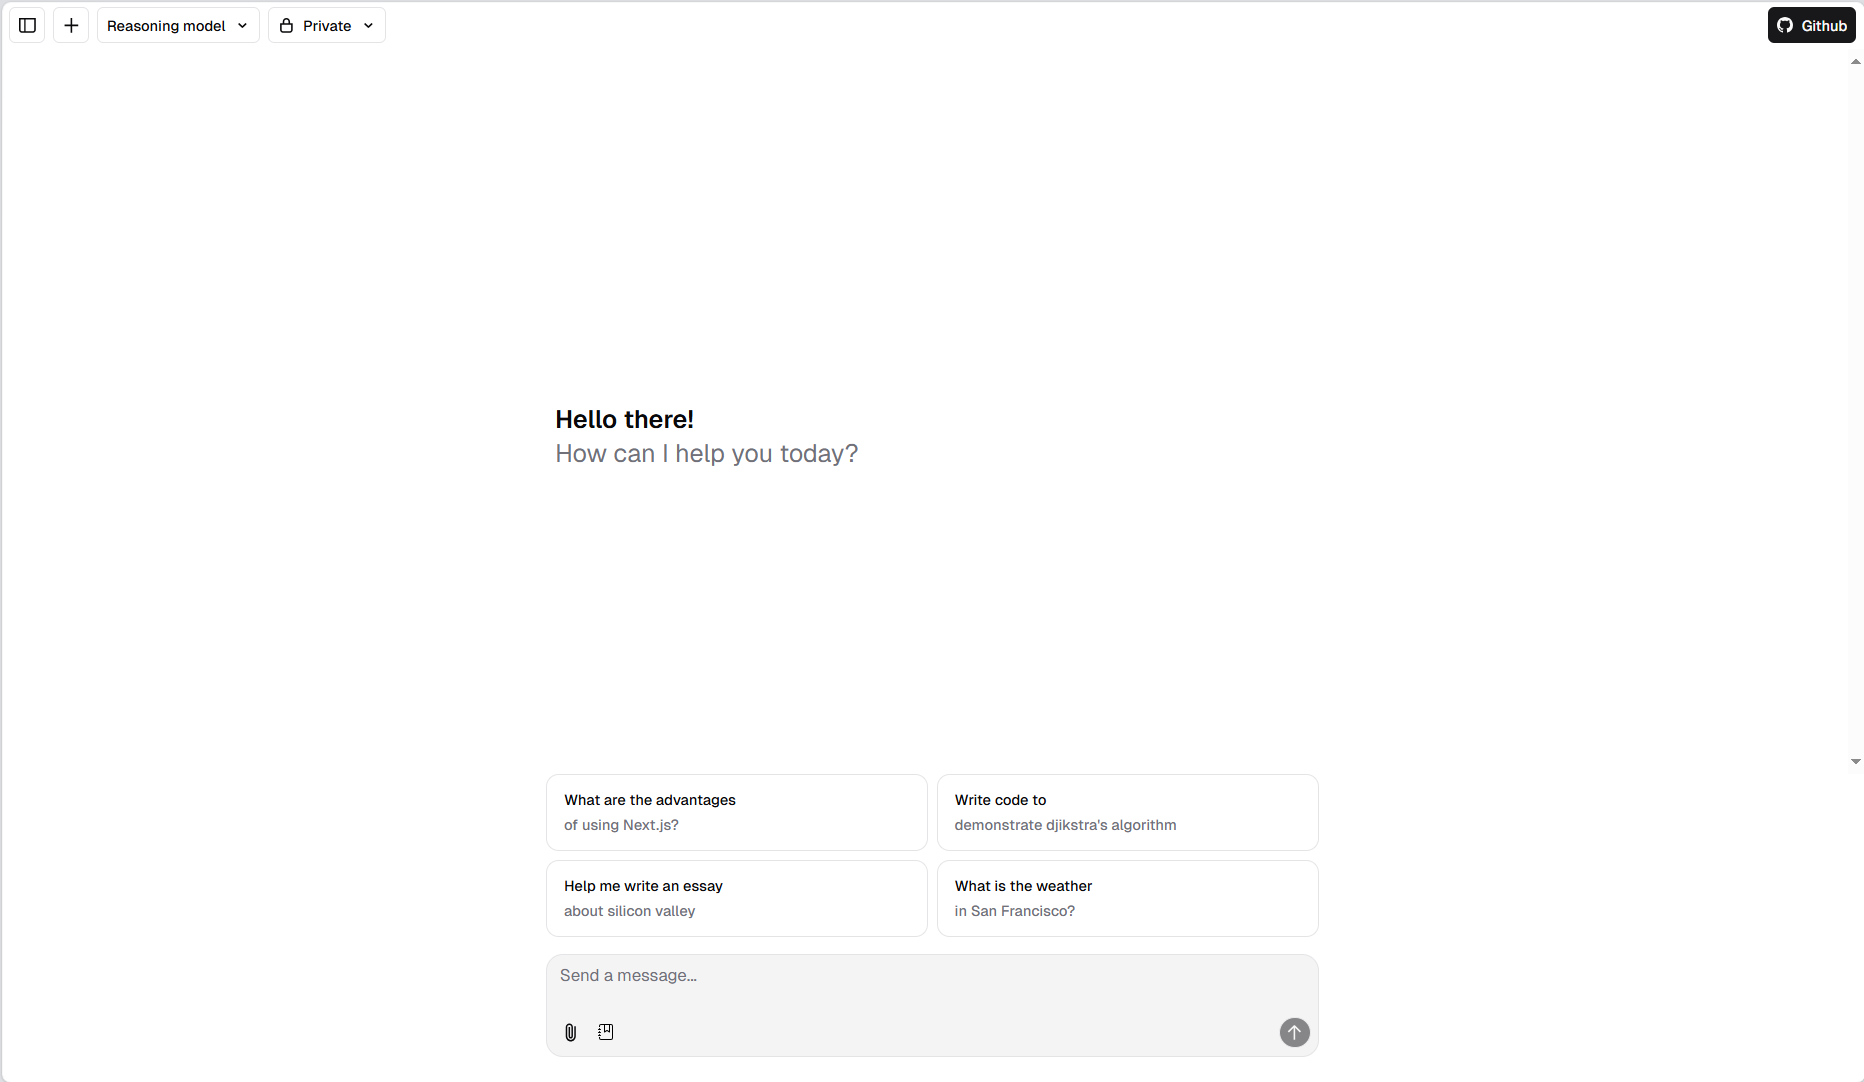 Reasoning model
Private
Github
Hello there!
How can I help you today?
What are the advantages
of using Next.js?
Write code to
demonstrate djikstra's algorithm
Help me write an essay
about silicon valley
What is the weather
in San Francisco?
Send a message...